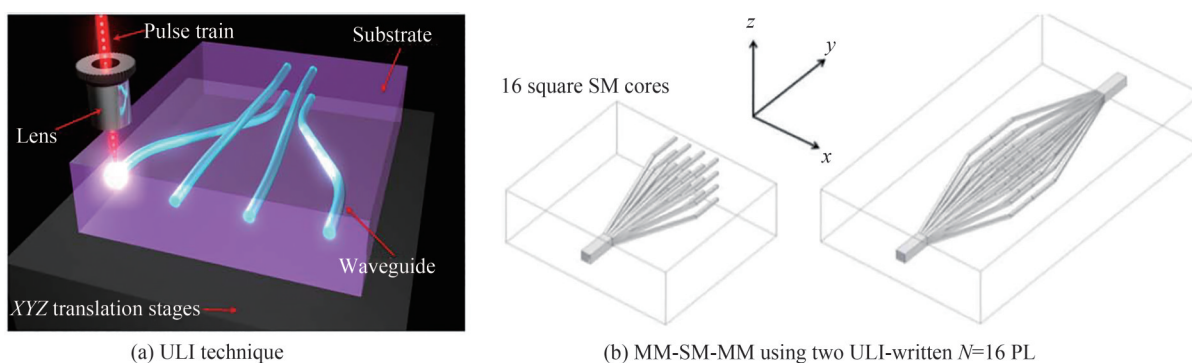 Pulse train
Substrate
Lens
Waveguide
XYZ translation stages
(a) ULI technique
16 square SM cores
z
y
x
(b) MM-SM-MM using two ULI-written N=16 PL